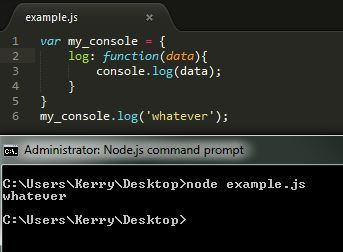 example.js
1 var my_console = {
2 log: function(data){
3 console.log(data);
4 }
5 }
6 my_console.log('whatever');
Administrator: Node.js command prompt
C:\Users\Kerry\Desktop>node example.js
whatever
C:\Users\Kerry\Desktop>